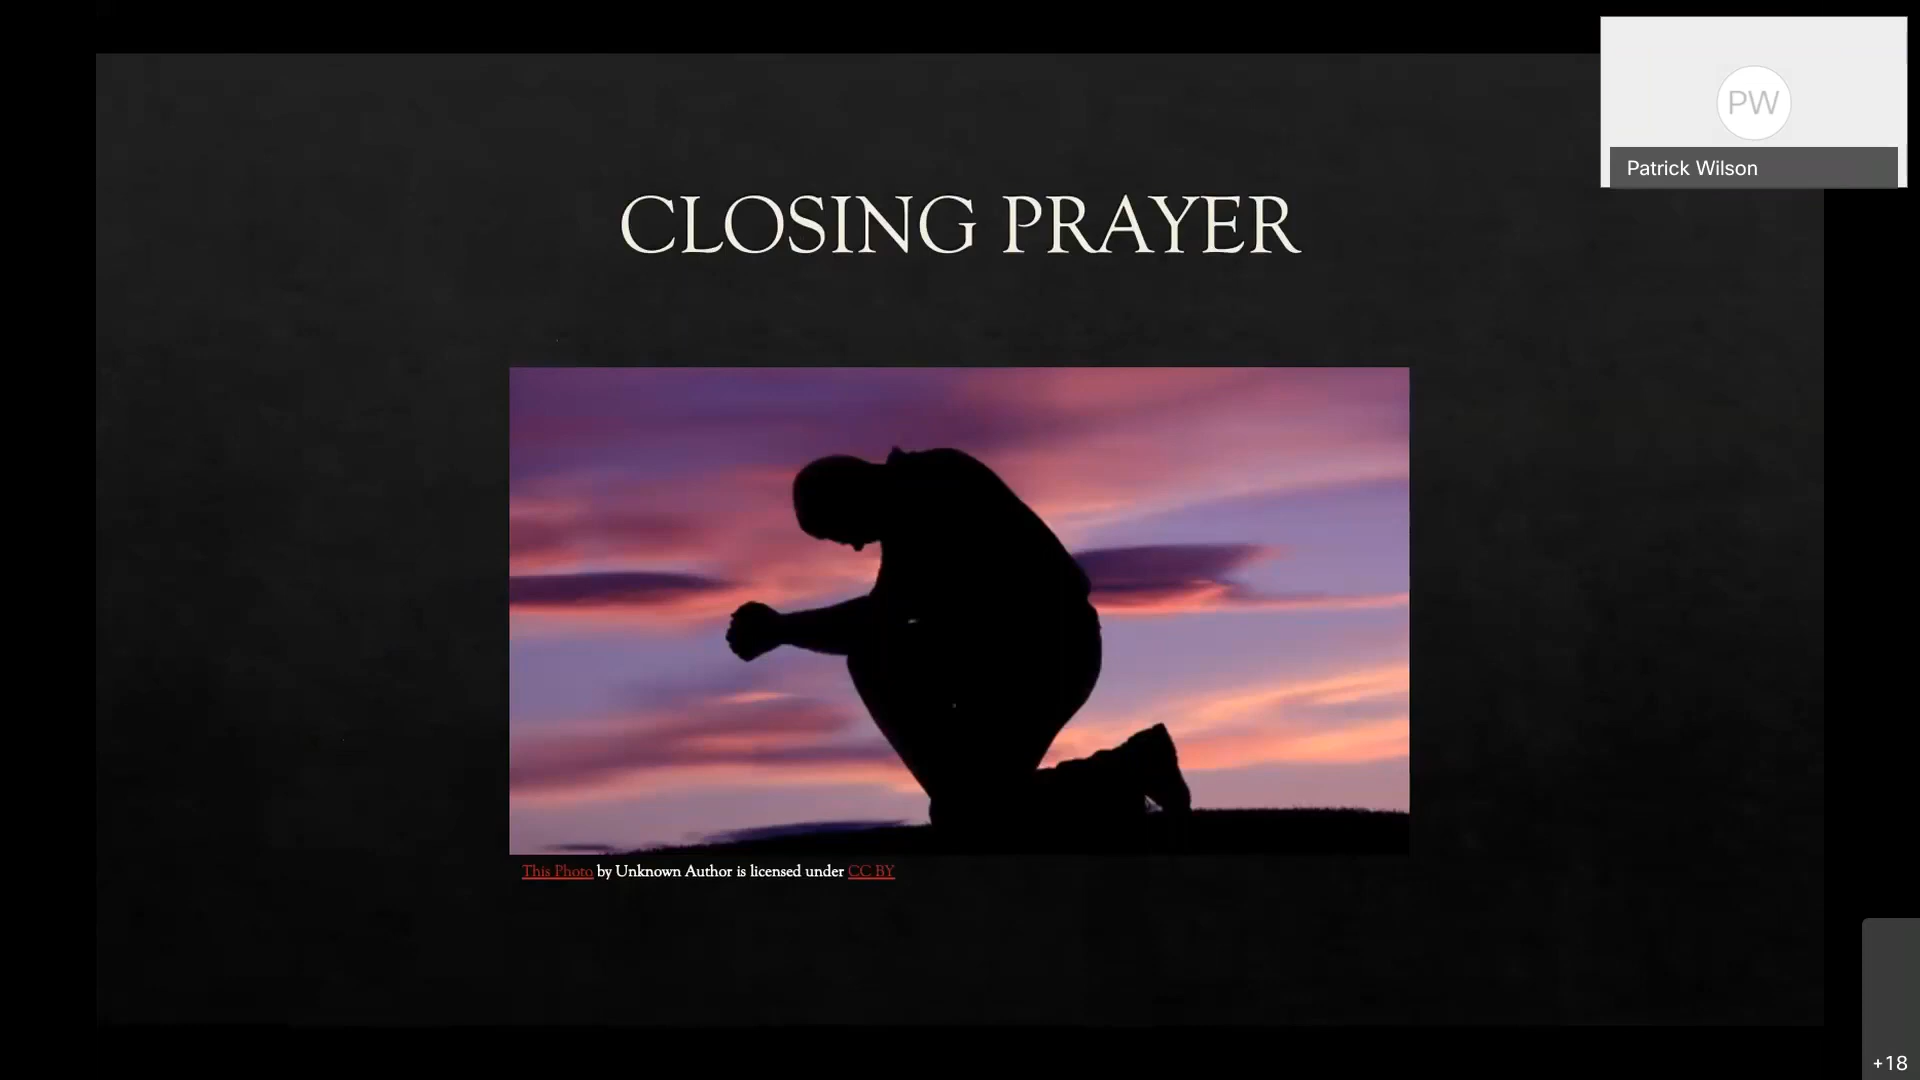 PW
Patrick Wilson
CLOSING PRAYER
This Photo by Unknown Author is licensed under CC BY
+18